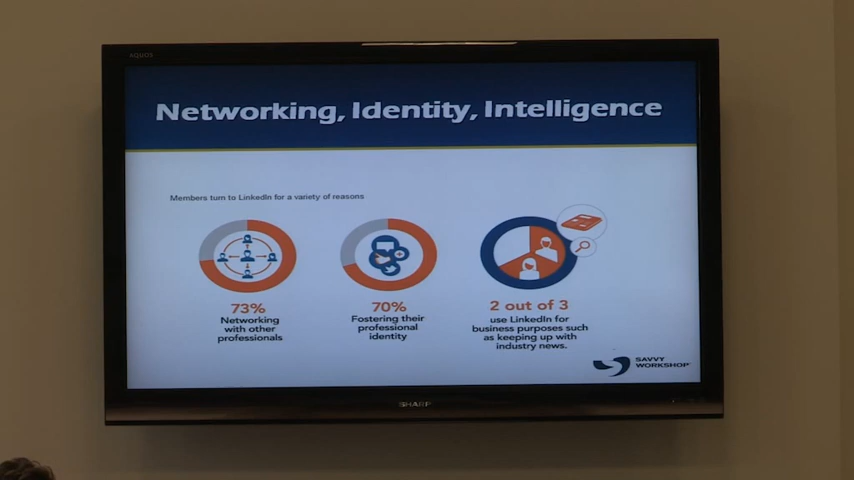 AQUOS
Networking, Identity, Intelligence
Members turn to LinkedIn for a variety of reasons
73%
Networking
with other
professionals
70%
Fostering their
professional
identity
2 out of 3
use LinkedIn for
business purposes such
as keeping up with
industry news.
SAVVY
WORKSHOP
SHARP